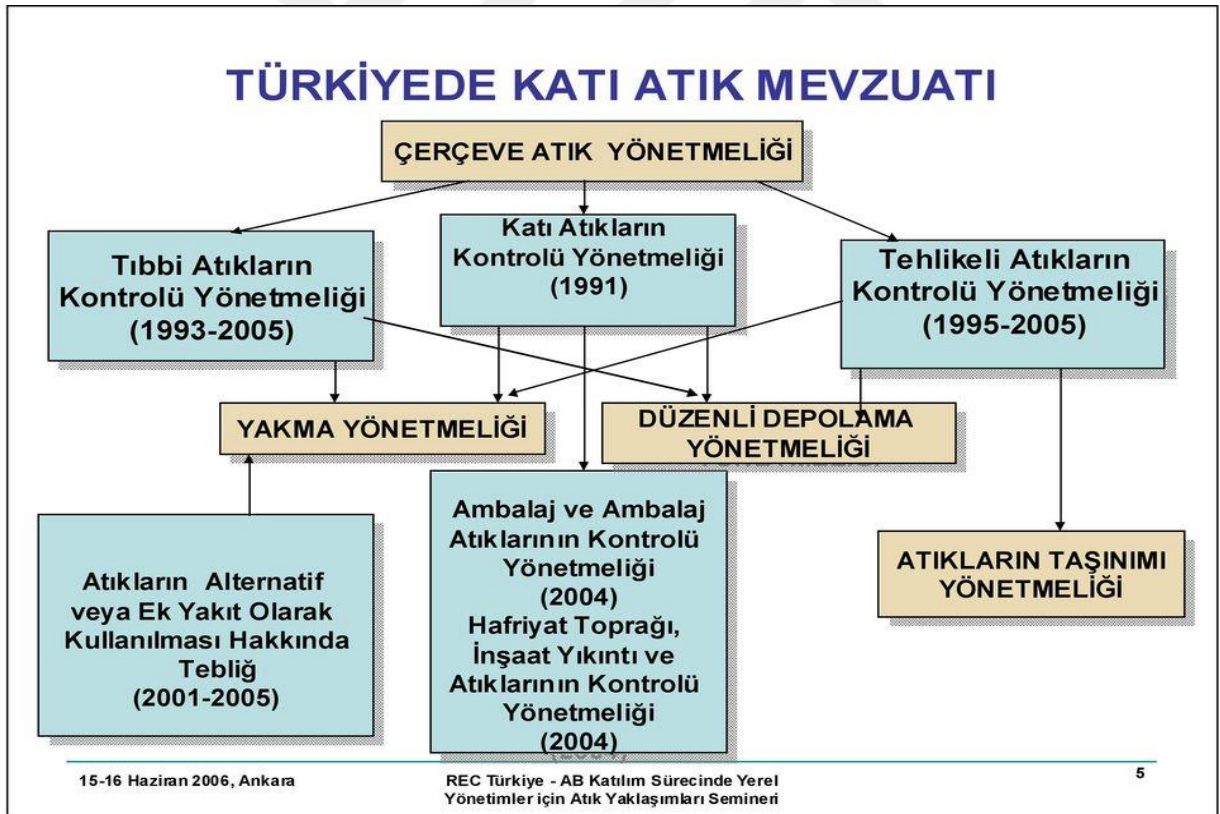 TÜRKİYEDE KATI ATIK MEVZUATI
ÇERÇEVE ATIK YÖNETMELİĞİ
Tıbbi Atıkların
Kontrolü Yönetmeliği
(1993-2005)
Katı Atıkların
Kontrolü Yönetmeliği
(1991)
Tehlikeli Atıkların
Kontrolü Yönetmeliği
(1995-2005)
YAKMA YÖNETMELİĞİ
DÜZENLİ DEPOLAMA
YÖNETMELİĞİ
Atıkların Alternatif
veya Ek Yakıt Olarak
Kullanılması Hakkında
Tebliğ
(2001-2005)
Ambalaj ve Ambalaj
Atıklarının Kontrolü
Yönetmeliği
(2004)
Hafriyat Toprağı,
İnşaat Yıkıntı ve
Atıklarının Kontrolü
Yönetmeliği
(2004)
ATIKLARIN TAŞINIMI
YÖNETMELİĞİ
15-16 Haziran 2006, Ankara
REC Türkiye - AB Katılım Sürecinde Yerel
Yönetimler için Atık Yaklaşımları Semineri
5